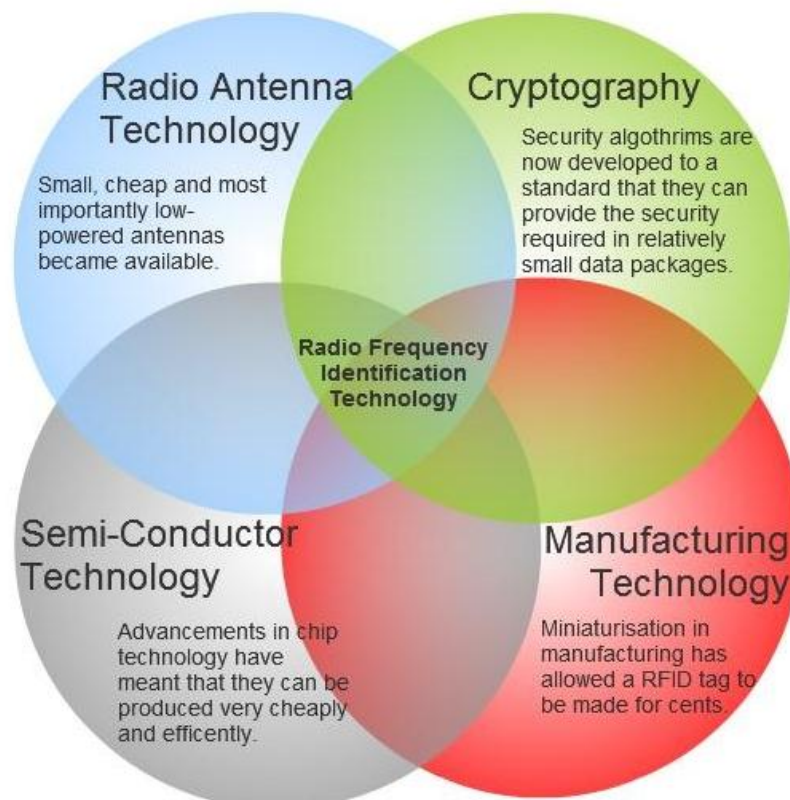 Radio Antenna
Technology
Small, cheap and most
importantly low-
powered antennas
became available.
Cryptography
Security algothrims are
now developed to a
standard that they can
provide the security
required in relatively
small data packages.
Radio Frequency
Identification
Technology
Semi-Conductor
Technology
Advancements in chip
technology have
meant that they can be
produced very cheaply
and efficently.
Manufacturing
Technology
Miniaturisation in
manufacturing has
allowed a RFID tag to
be made for cents.